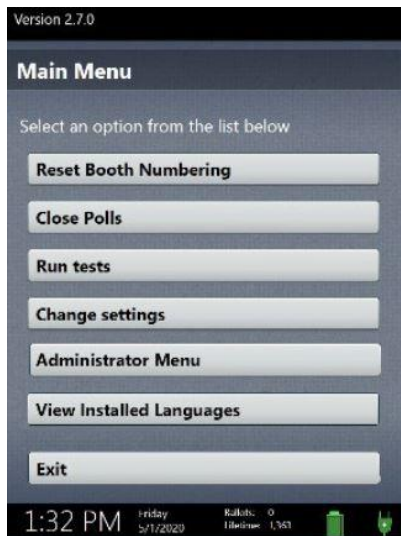 Version 2.7.0
Main Menu
Select an option from the list below
Reset Booth Numbering
Close Polls
Run tests
Change settings
Administrator Menu
View Installed Languages
Exit
1:32 PM Friday Ballots: 0
5/1/2020 Lifetime: 1,363